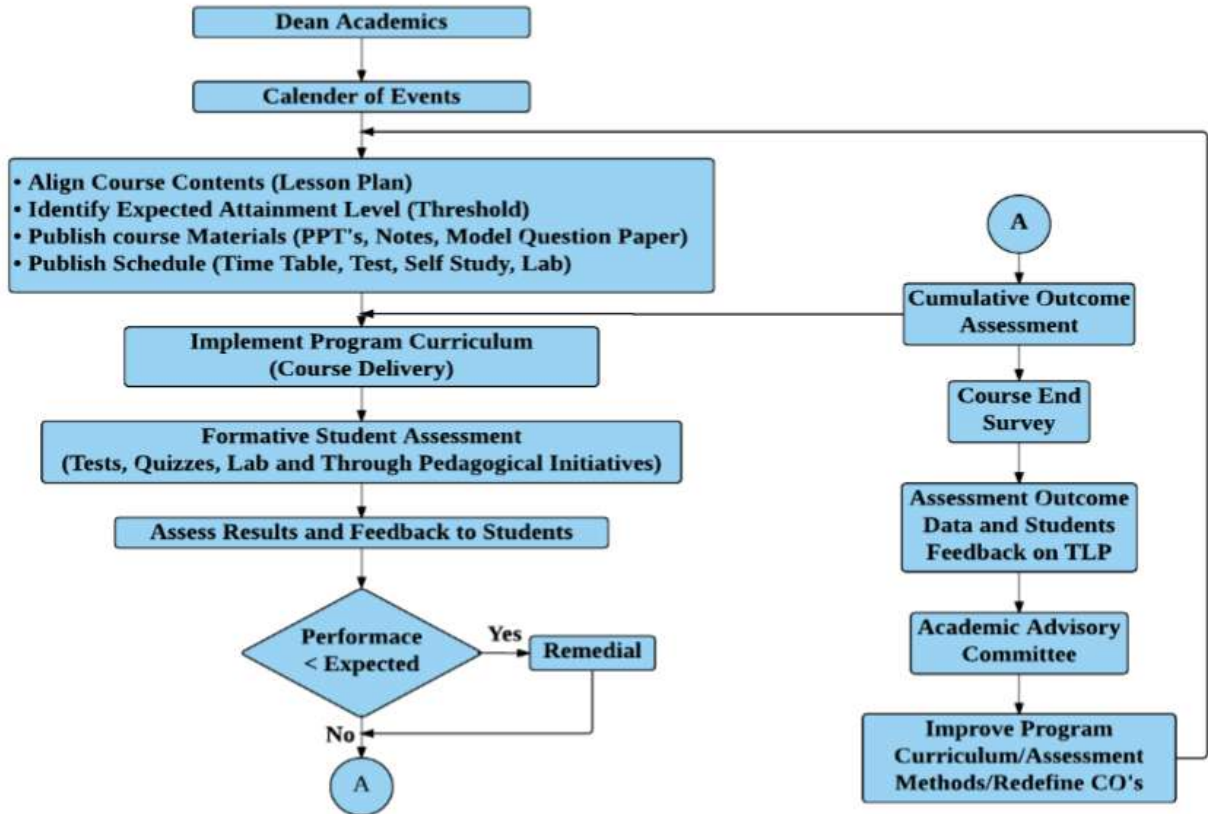 Dean Academics
Calender of Events
• Align Course Contents (Lesson Plan)
• Identify Expected Attainment Level (Threshold)
• Publish course Materials (PPT's, Notes, Model Question Paper)
• Publish Schedule (Time Table, Test, Self Study, Lab)
Implement Program Curriculum
(Course Delivery)
Formative Student Assessment
(Tests, Quizzes, Lab and Through Pedagogical Initiatives)
Assess Results and Feedback to Students
Performace
< Expected
Yes
Remedial
No
A
A
Cumulative Outcome
Assessment
Course End
Survey
Assessment Outcome
Data and Students
Feedback on TLP
Academic Advisory
Committee
Improve Program
Curriculum/Assessment
Methods/Redefine CO's